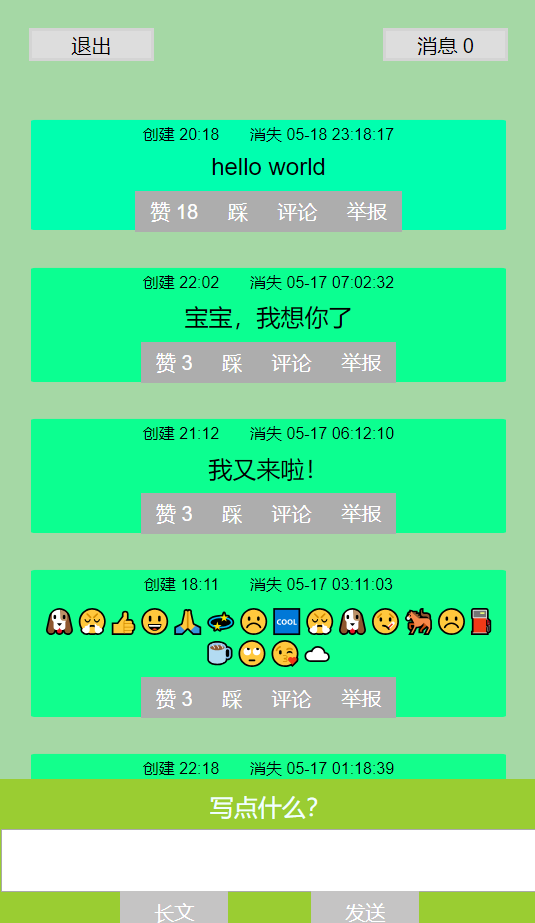 退出 消息 0
创建 20:18 消失 05-18 23:18:17
hello world
赞 18 踩 评论 举报
创建 22:02 消失 05-17 07:02:32
宝宝，我想你了
赞 3 踩 评论 举报
创建 21:12 消失 05-17 06:12:10
我又来啦！
赞 3 踩 评论 举报
创建 18:11 消失 05-17 03:11:03
COOL
赞 3 踩 评论 举报
创建 22:18 消失 05-17 01:18:39
写点什么?
长文 发送